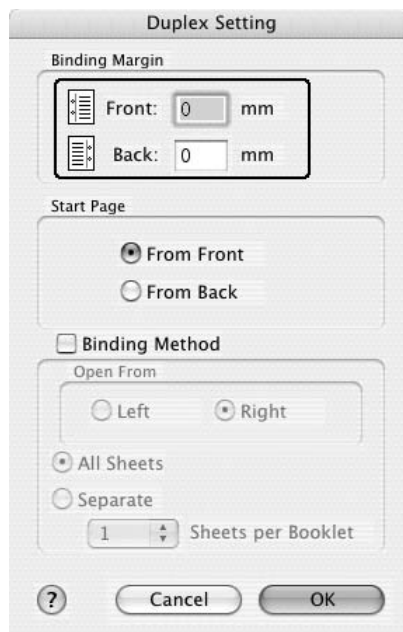 Duplex Setting
Binding Margin
Front: 0 mm
Back: 0 mm
Start Page
From Front
From Back
Binding Method
Open From
Left Right
All Sheets
Separate
1 Sheets per Booklet
? Cancel OK